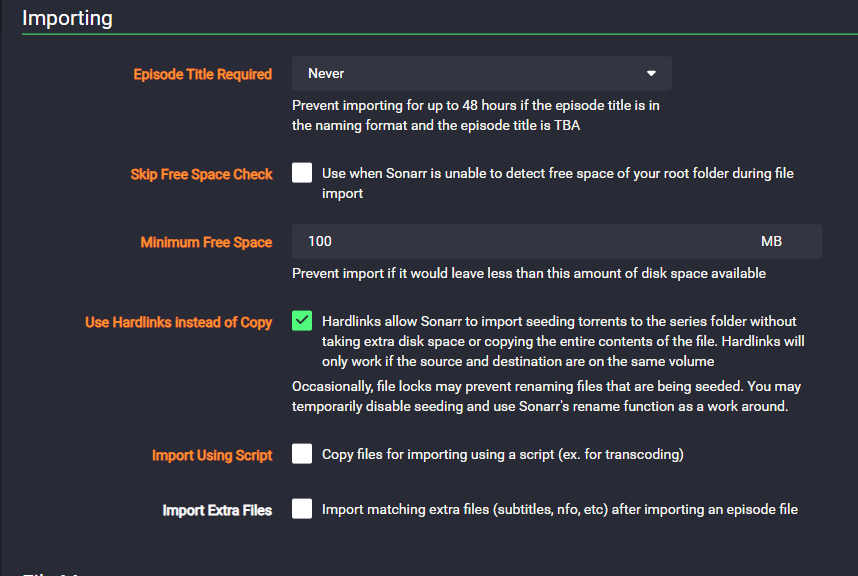 Importing
Episode Title Required
Never
Prevent importing for up to 48 hours if the episode title is in
the naming format and the episode title is TBA
Skip Free Space Check
Use when Sonarr is unable to detect free space of your root folder during file
import
Minimum Free Space
100
MB
Prevent import if it would leave less than this amount of disk space available
Use Hardlinks instead of Copy
Hardlinks allow Sonarr to import seeding torrents to the series folder without
taking extra disk space or copying the entire contents of the file. Hardlinks will
only work if the source and destination are on the same volume
Occasionally, file locks may prevent renaming files that are being seeded. You may
temporarily disable seeding and use Sonarr's rename function as a work around.
Import Using Script
Copy files for importing using a script (ex. for transcoding)
Import Extra Files
Import matching extra files (subtitles, nfo, etc) after importing an episode file